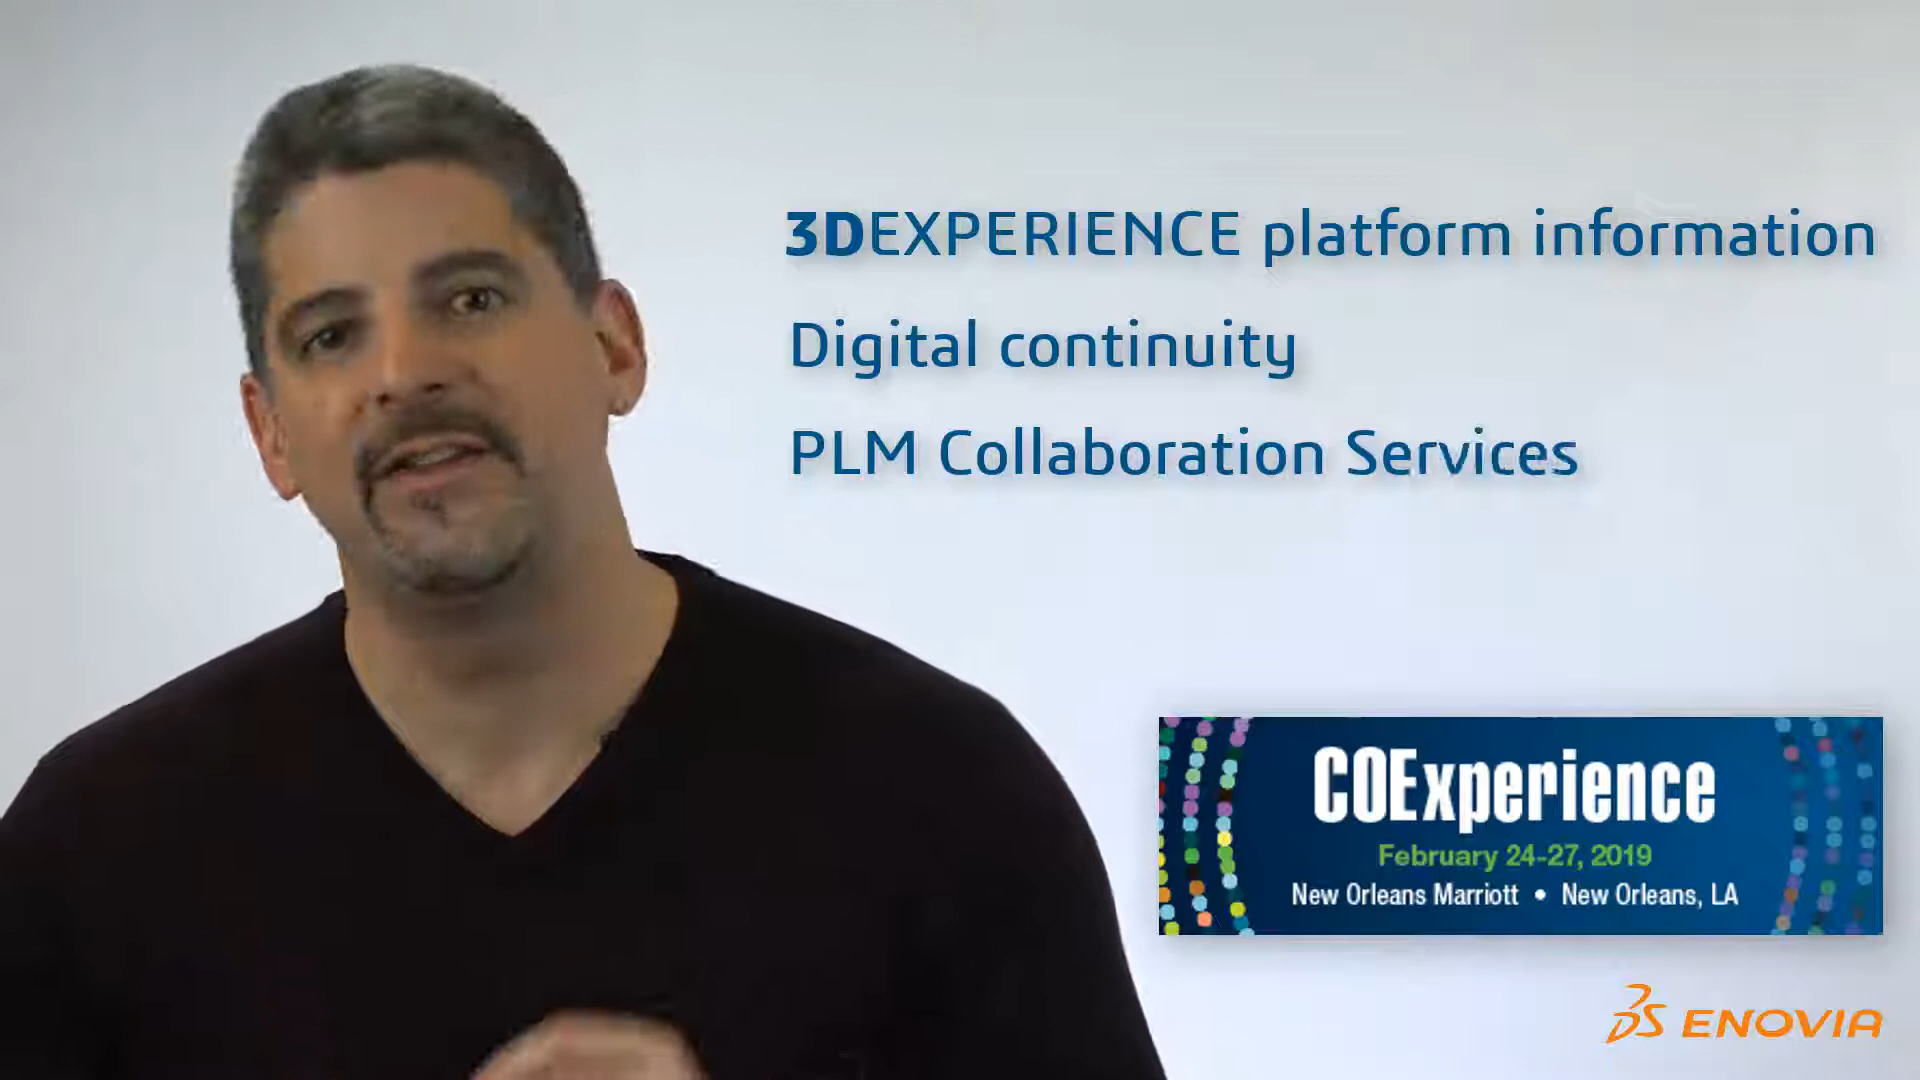 3DEXPERIENCE platform information
Digital continuity
PLM Collaboration Services
COExperience
February 24-27, 2019
New Orleans Marriott • New Orleans, LA
3DS ENOVIA